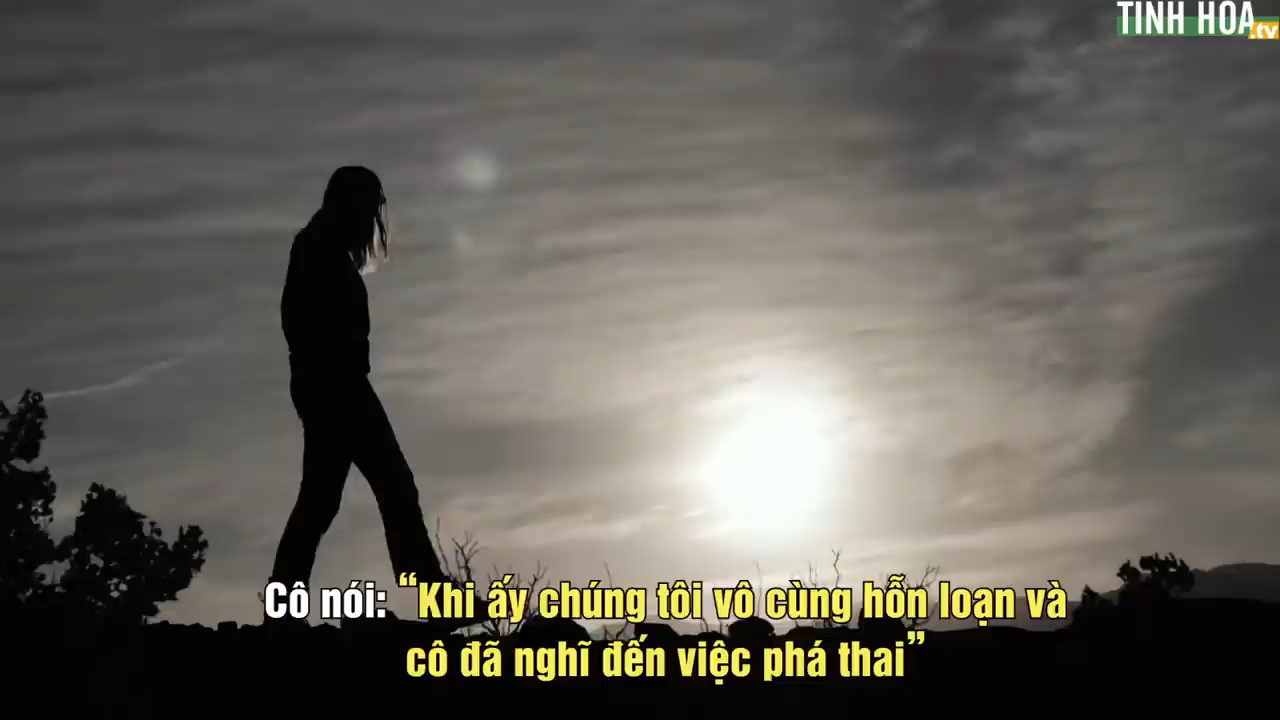 TINH HOA
.tv
Cô nói: “Khi ấy chúng tôi vô cùng hỗn loạn và
cô đã nghĩ đến việc phá thai”